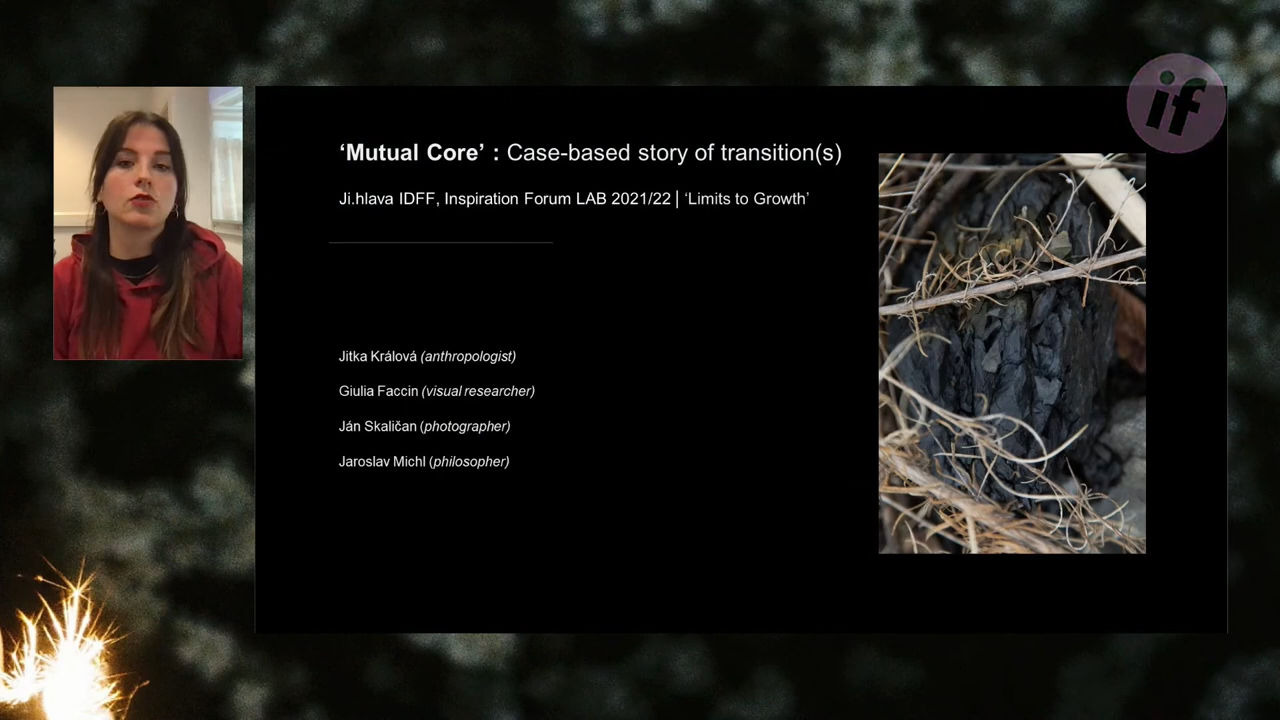 if
‘Mutual Core’ : Case-based story of transition(s)
Ji.hlava IDFF, Inspiration Forum LAB 2021/22 | ‘Limits to Growth’
Jitka Králová (anthropologist)
Giulia Faccin (visual researcher)
Ján Skaličan (photographer)
Jaroslav Michl (philosopher)